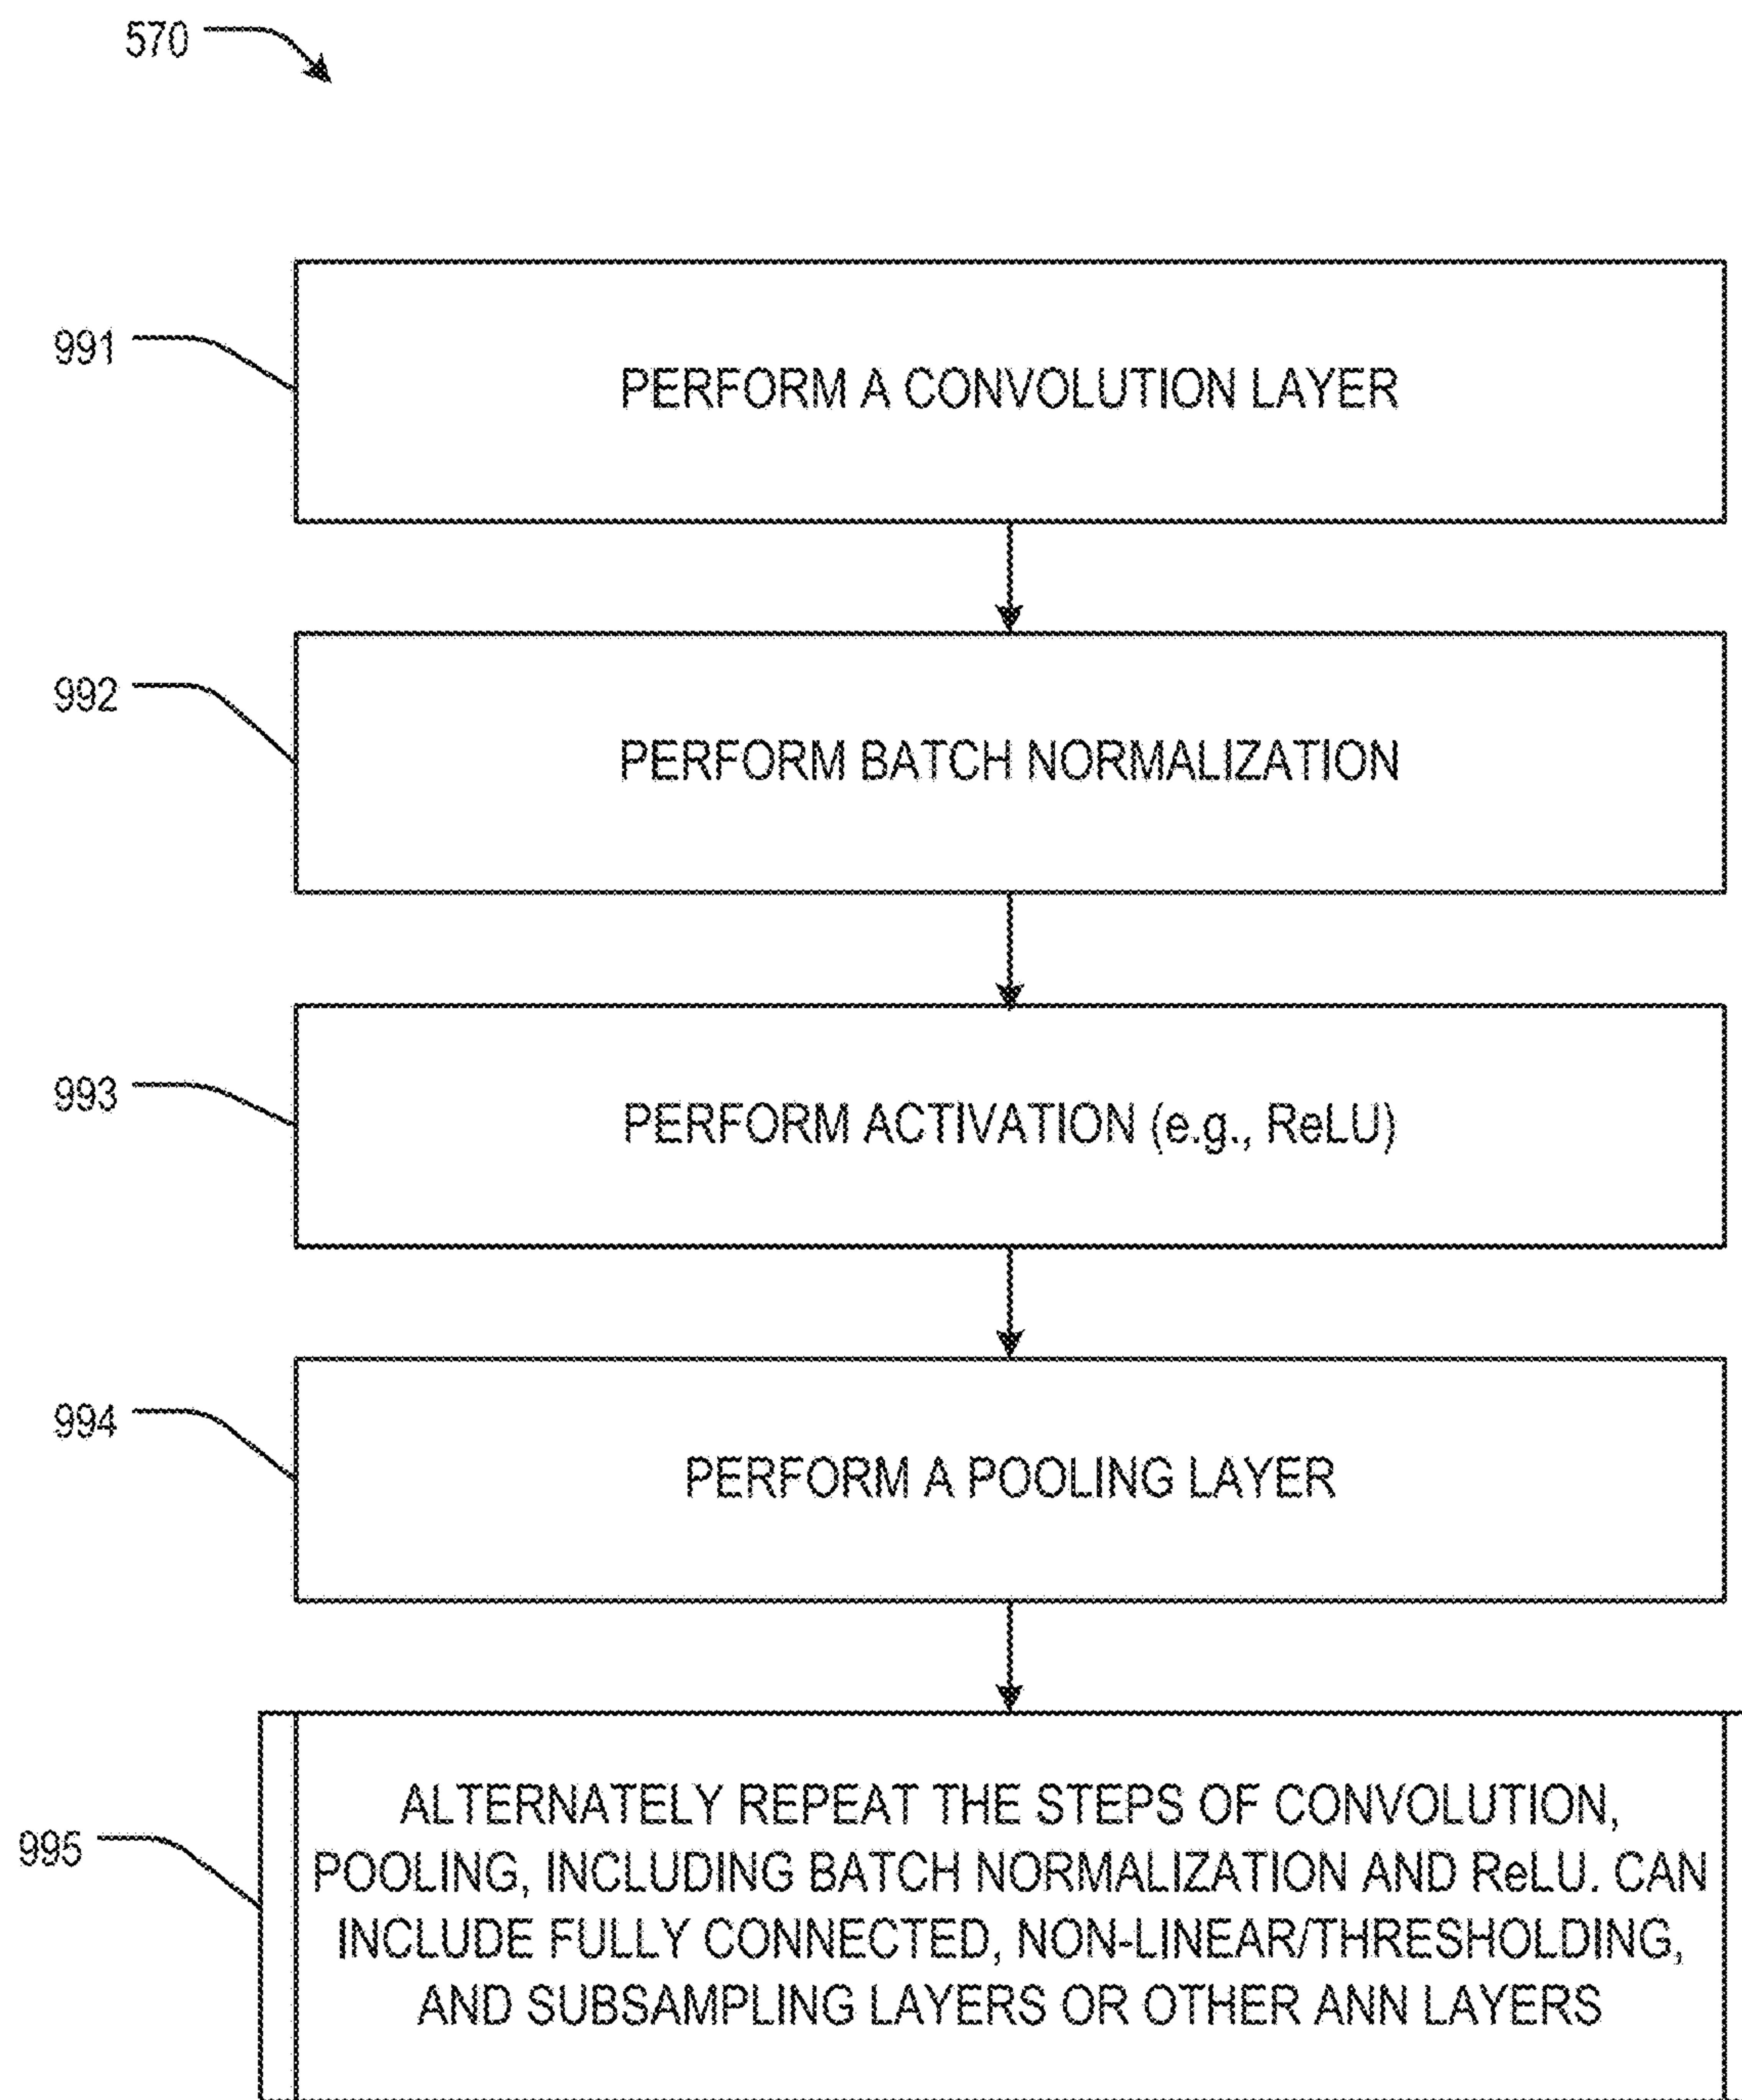 570
991
PERFORM A CONVOLUTION LAYER
992
PERFORM BATCH NORMALIZATION
993
PERFORM ACTIVATION (e.g., ReLU)
994
PERFORM A POOLING LAYER
995
ALTERNATELY REPEAT THE STEPS OF CONVOLUTION,
POOLING, INCLUDING BATCH NORMALIZATION AND ReLU. CAN
INCLUDE FULLY CONNECTED, NON-LINEAR/THRESHOLDING,
AND SUBSAMPLING LAYERS OR OTHER ANN LAYERS